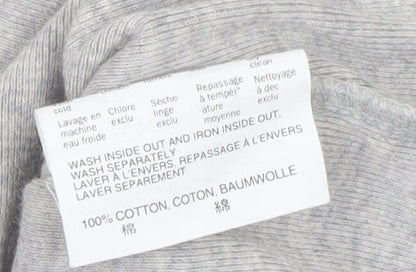 cold
clean
Lavage en machine eau froide
Chlore exclu
Séche-linge exclu
Repassage à tempér° ature moyenne
Nettoyage à dec exclu
WASH INSIDE OUT AND IRON INSIDE OUT.
WASH SEPARATELY
LAVER À L'ENVERS, REPASSAGE À L'ENVERS
LAVER SEPAREMENT
100% COTTON, COTON, BAUMWOLLE
棉 綿